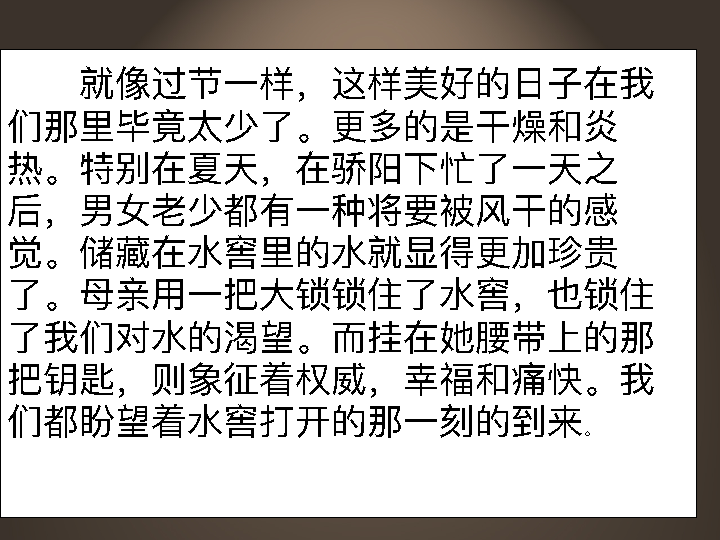 就像过节一样，这样美好的日子在我
们那里毕竟太少了。更多的是干燥和炎
热。特别在夏天，在骄阳下忙了一天之
后，男女老少都有一种将要被风干的感
觉。储藏在水窖里的水就显得更加珍贵
了。母亲用一把大锁锁住了水窖，也锁住
了我们对水的渴望。而挂在她腰带上的那
把钥匙，则象征着权威，幸福和痛快。我
们都盼望着水窖打开的那一刻的到来。